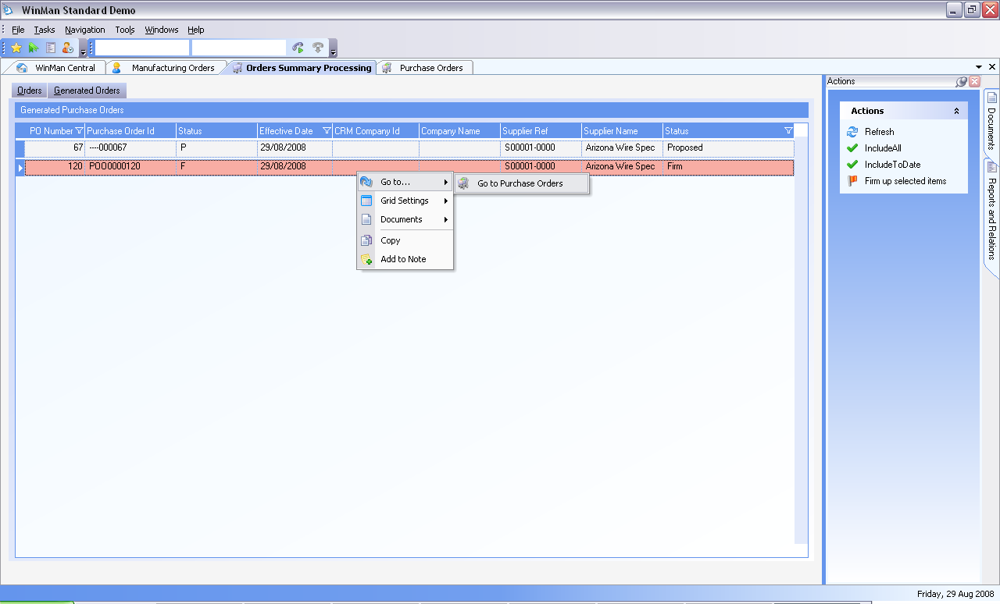 WinMan Standard Demo
File Tasks Navigation Tools Windows Help
WinMan Central Manufacturing Orders Orders Summary Processing Purchase Orders
Orders Generated Orders
Generated Purchase Orders
PO Number Purchase Order Id Status Effective Date CRM Company Id Company Name Supplier Ref Supplier Name Status
67 ----000067 P 29/08/2008 S00001-0000 Arizona Wire Spec Proposed
120 POO0000120 F 29/08/2008 S00001-0000 Arizona Wire Spec Firm
Go to... Go to Purchase Orders
Grid Settings
Documents
Copy
Add to Note
Actions
Actions
Refresh
IncludeAll
IncludeToDate
Firm up selected items
Documents
Reports and Relations
Friday, 29 Aug 2008